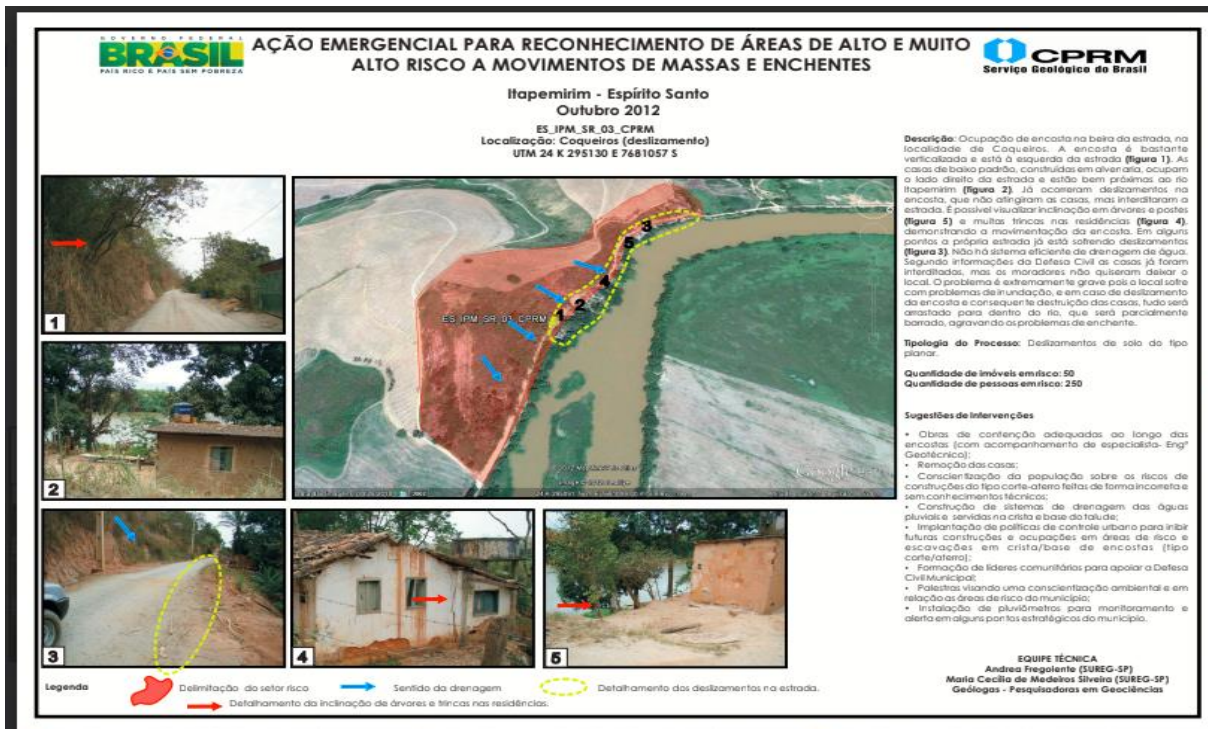 GOVERNO FEDERAL
BRASIL
PAÍS RICO É PAÍS SEM POBREZA
AÇÃO EMERGENCIAL PARA RECONHECIMENTO DE ÁREAS DE ALTO E MUITO
ALTO RISCO A MOVIMENTOS DE MASSAS E ENCHENTES
CPRM
Serviço Geológico do Brasil
Itapemirim - Espírito Santo
Outubro 2012
ES_IPM_SR_03_CPRM
Localização: Coqueiros (deslizamento)
UTM 24 K 295130 E 7681057 S
1
2
3
4
5
ES_IPM_SR_03_CPRM
1
2
3
4
5
Google
Descrição: Ocupação de encosta na beira da estrada, na
localidade de Coqueiros. A encosta é bastante
verticalizada e está à esquerda da estrada (figura 1). As
casas de baixo padrão, construídas em alvenaria, ocupam
o lado direito da estrada e estão bem próximas ao rio
Itapemirim (figura 2). Já ocorreram deslizamentos na
encosta, que não atingiram as casas, mas interditaram a
estrada. É possível visualizar inclinação em árvores e postes
(figura 5) e muitas trincas nas residências (figura 4),
demonstrando a movimentação da encosta. Em alguns
pontos a própria estrada já está sofrendo deslizamentos
(figura 3). Não há sistema eficiente de drenagem de água.
Segundo informações da Defesa Civil as casas já foram
interditadas, mas os moradores não quiseram deixar o
local. O problema é extremamente grave pois o local sofre
com problemas de inundação, e em caso de deslizamento
da encosta e consequente destruição das casas, tudo será
arrastado para dentro do rio, que será parcialmente
barrado, agravando os problemas de enchente.
Tipologia do Processo: Deslizamentos de solo do tipo
planar.
Quantidade de imóveis em risco: 50
Quantidade de pessoas em risco: 250
Sugestões de Intervenções
• Obras de contenção adequadas ao longo das
encostas (com acompanhamento de especialista- Engº
Geotécnico);
• Remoção das casas;
• Conscientização da população sobre os riscos de
construções do tipo corte-aterro feitas de forma incorreta e
sem conhecimentos técnicos;
• Construção de sistemas de drenagem das águas
pluviais e servidas na crista e base do talude;
• Implantação de políticas de controle urbano para inibir
futuras construções e ocupações em áreas de risco e
escavações em crista/base de encostas (tipo
corte/aterro);
• Formação de líderes comunitários para apoiar a Defesa
Civil Municipal;
• Palestras visando uma conscientização ambiental e em
relação as áreas de risco do município;
• Instalação de pluviômetros para monitoramento e
alerta em alguns pontos estratégicos do município.
EQUIPE TÉCNICA
Andrea Fregolente (SUREG-SP)
Maria Cecília de Medeiros Silveira (SUREG-SP)
Geólogas - Pesquisadoras em Geociências
Legenda
Delimitação do setor risco
Sentido da drenagem
Detalhamento dos deslizamentos na estrada.
Detalhamento da inclinação de árvores e trincas nas residências.